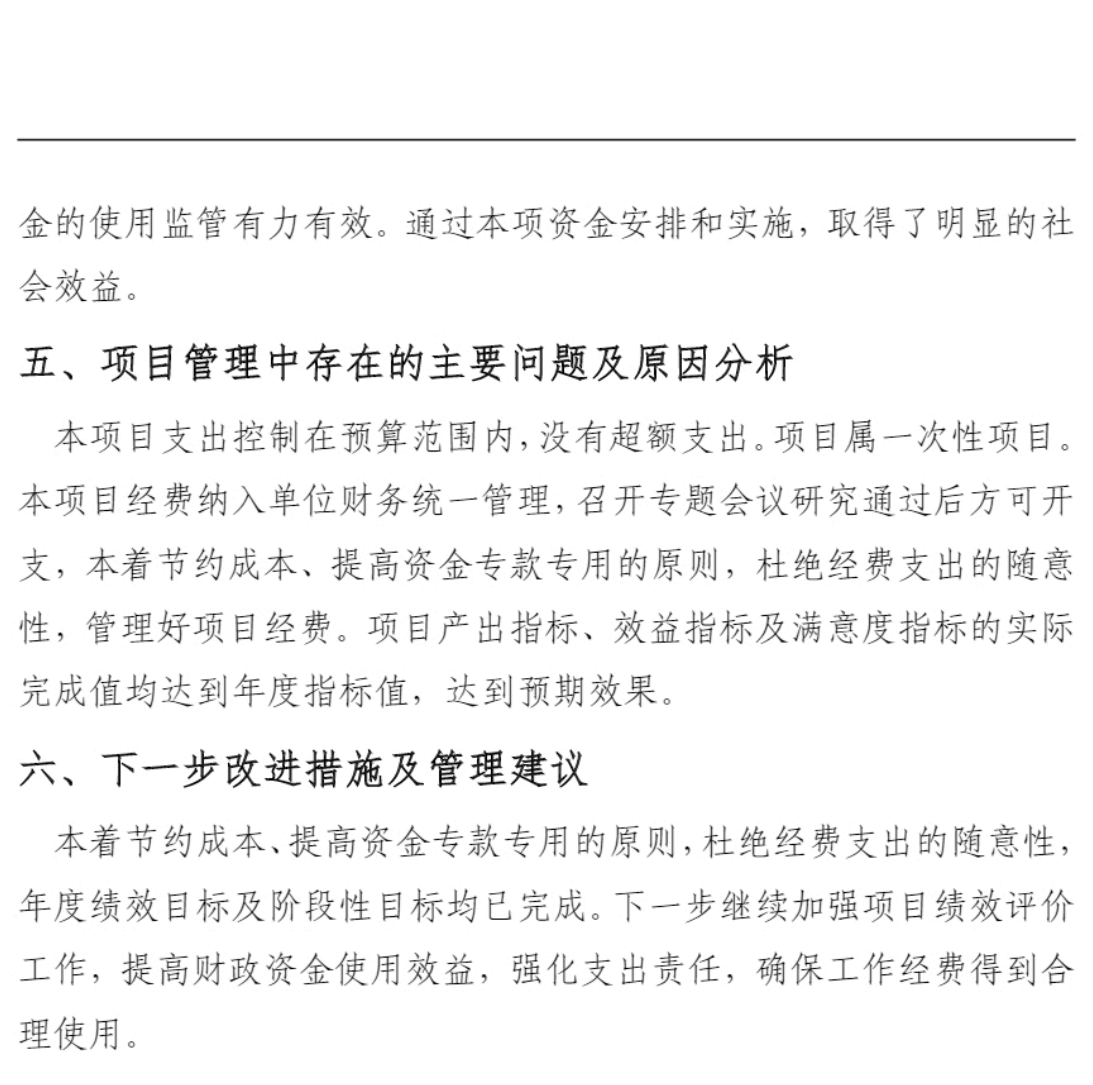 金的使用监管有力有效。通过本项资金安排和实施，取得了明显的社
会效益。
五、项目管理中存在的主要问题及原因分析
本项目支出控制在预算范围内，没有超额支出。项目属一次性项目。
本项目经费纳入单位财务统一管理，召开专题会议研究通过后方可开
支，本着节约成本、提高资金专款专用的原则，杜绝经费支出的随意
性，管理好项目经费。项目产出指标、效益指标及满意度指标的实际
完成值均达到年度指标值，达到预期效果。
六、下一步改进措施及管理建议
本着节约成本、提高资金专款专用的原则，杜绝经费支出的随意性，
年度绩效目标及阶段性目标均已完成。下一步继续加强项目绩效评价
工作，提高财政资金使用效益，强化支出责任，确保工作经费得到合
理使用。